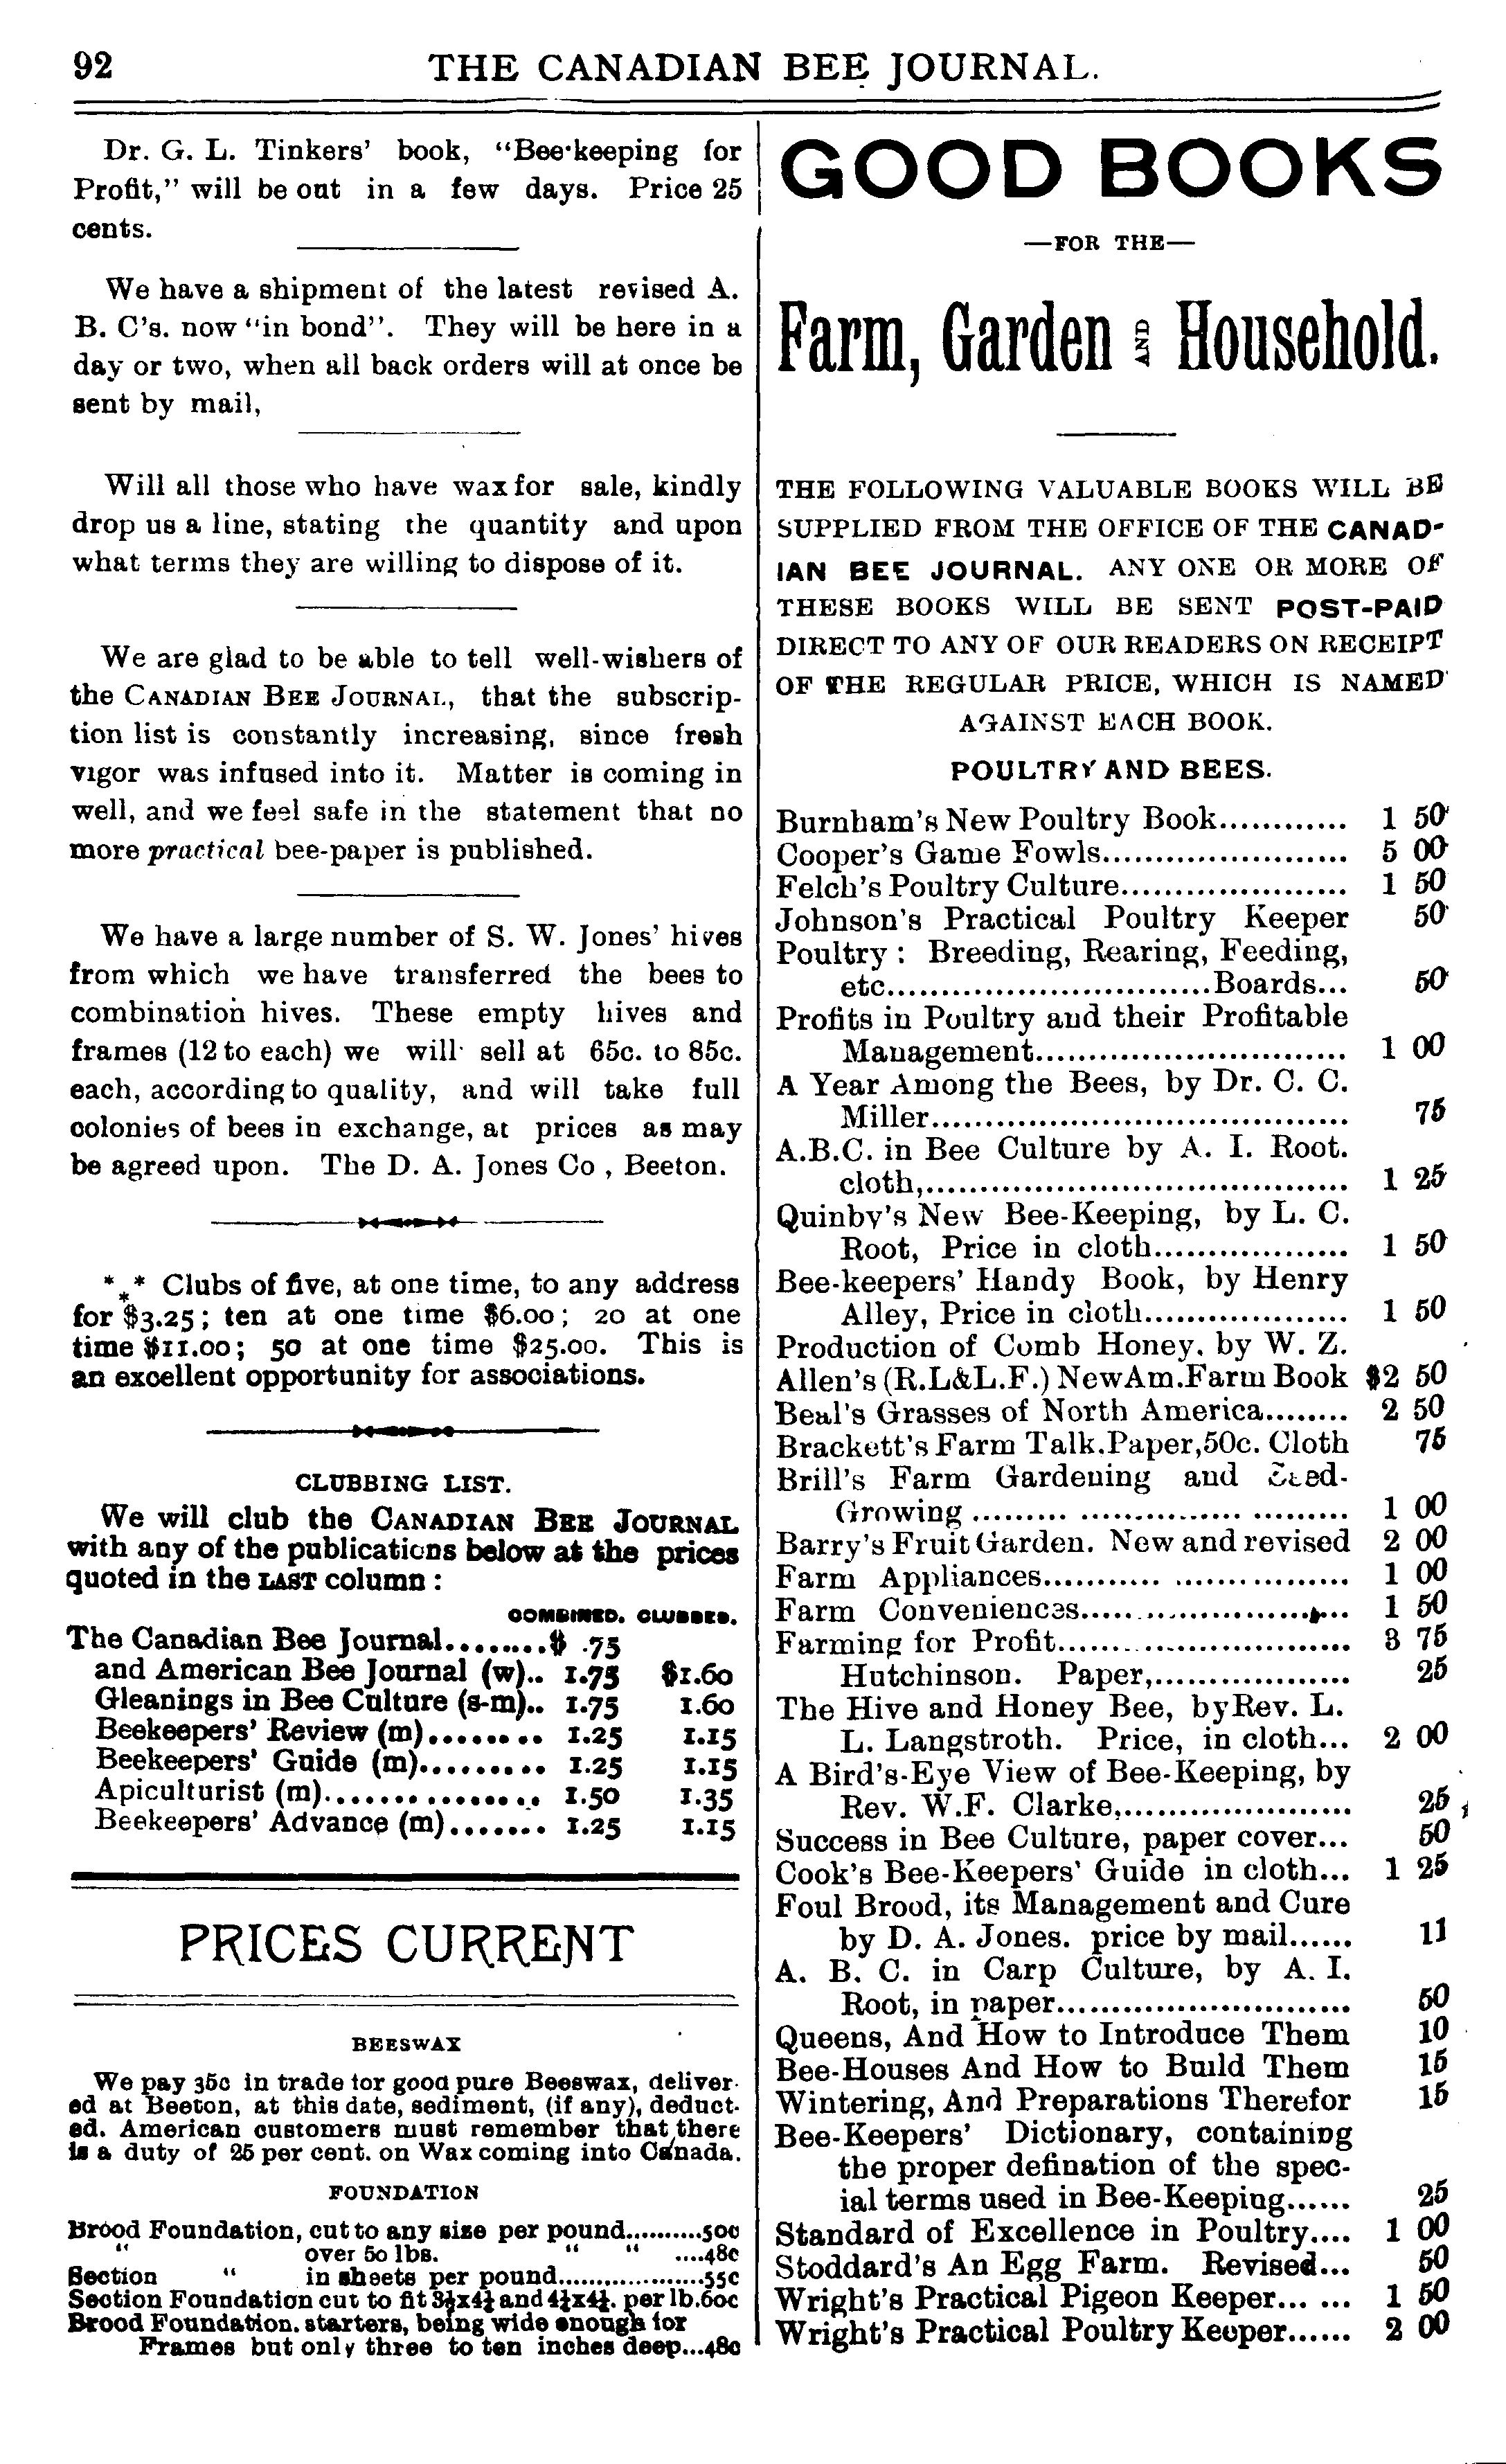 92
THE CANADIAN BEE JOURNAL.
Dr. G. L. Tinkers' book, "Bee-keeping for
Profit," will be out in a few days. Price 25
cents.
We have a shipment of the latest revised A.
B. C's. now "in bond". They will be here in a
day or two, when all back orders will at once be
sent by mail,
Will all those who have wax for sale, kindly
drop us a line, stating the quantity and upon
what terms they are willing to dispose of it.
We are glad to be able to tell well-wishers of
the CANADIAN BEE JOURNAL, that the subscrip-
tion list is constantly increasing, since fresh
vigor was infused into it. Matter is coming in
well, and we feel safe in the statement that no
more practical bee-paper is published.
We have a large number of S. W. Jones' hives
from which we have transferred the bees to
combination hives. These empty hives and
frames (12 to each) we will sell at 65c. to 85c.
each, according to quality, and will take full
colonies of bees in exchange, at prices as may
be agreed upon. The D. A. Jones Co , Beeton.
*** Clubs of five, at one time, to any address
for $3.25; ten at one time $6.00; 20 at one
time $11.00; 50 at one time $25.00. This is
an excellent opportunity for associations.
CLUBBING LIST.
We will club the CANADIAN BEE JOURNAL
with any of the publications below at the prices
quoted in the LAST column :
COMBINED. CLUBBED.
The Canadian Bee Journal.........$ .75
and American Bee Journal (w).. 1.75 $1.60
Gleanings in Bee Culture (s-m).. 1.75 1.60
Beekeepers' Review (m)........ 1.25 1.15
Beekeepers' Guide (m)......... 1.25 1.15
Apiculturist (m)................ 1.50 1.35
Beekeepers' Advance (m)....... 1.25 1.15
PRICES CURRENT
BEESWAX
We pay 35c in trade for good pure Beeswax, deliver-
ed at Beeton, at this date, sediment, (if any), deduct-
ed. American customers must remember that there
is a duty of 25 per cent. on Wax coming into Canada.
FOUNDATION
Brood Foundation, cut to any size per pound..........50c
" over 50 lbs. " " ....48c
Section " in sheets per pound...................55c
Section Foundation cut to fit 3½x4¼ and 4¼x4¼. per lb.60c
Brood Foundation. starters, being wide enough for
Frames but only three to ten inches deep...48c
GOOD BOOKS
—FOR THE—
Farm, Garden AND Household.
THE FOLLOWING VALUABLE BOOKS WILL BE
SUPPLIED FROM THE OFFICE OF THE CANAD-
IAN BEE JOURNAL. ANY ONE OR MORE OF
THESE BOOKS WILL BE SENT POST-PAID
DIRECT TO ANY OF OUR READERS ON RECEIPT
OF THE REGULAR PRICE, WHICH IS NAMED
AGAINST EACH BOOK.
POULTRY AND BEES.
Burnham's New Poultry Book............ 1 50
Cooper's Game Fowls....................... 5 00
Felch's Poultry Culture..................... 1 50
Johnson's Practical Poultry Keeper 50
Poultry : Breeding, Rearing, Feeding,
etc..............................Boards... 50
Profits in Poultry and their Profitable
Management............................. 1 00
A Year Among the Bees, by Dr. C. C.
Miller....................................... 75
A.B.C. in Bee Culture by A. I. Root.
cloth,....................................... 1 25
Quinby's New Bee-Keeping, by L. C.
Root, Price in cloth.................. 1 50
Bee-keepers' Handy Book, by Henry
Alley, Price in cloth................... 1 50
Production of Comb Honey, by W. Z.
Allen's (R.L&L.F.) New Am.Farm Book $2 50
Beal's Grasses of North America........ 2 50
Brackett's Farm Talk.Paper,50c. Cloth 75
Brill's Farm Gardening and Seed-
Growing ......... ............... ......... 1 00
Barry's Fruit Garden. New and revised 2 00
Farm Appliances........... ................ 1 00
Farm Conveniences......................... 1 50
Farming for Profit........................... 3 75
Hutchinson. Paper,.................. 25
The Hive and Honey Bee, by Rev. L.
L. Langstroth. Price, in cloth... 2 00
A Bird's-Eye View of Bee-Keeping, by
Rev. W.F. Clarke,..................... 25
Success in Bee Culture, paper cover... 50
Cook's Bee-Keepers' Guide in cloth... 1 25
Foul Brood, its Management and Cure
by D. A. Jones. price by mail...... 11
A. B. C. in Carp Culture, by A. I.
Root, in paper........................... 50
Queens, And How to Introduce Them 10
Bee-Houses And How to Build Them 15
Wintering, And Preparations Therefor 15
Bee-Keepers' Dictionary, containing
the proper defination of the spec-
ial terms used in Bee-Keeping...... 25
Standard of Excellence in Poultry.... 1 00
Stoddard's An Egg Farm. Revised... 50
Wright's Practical Pigeon Keeper... ... 1 50
Wright's Practical Poultry Keeper...... 2 00